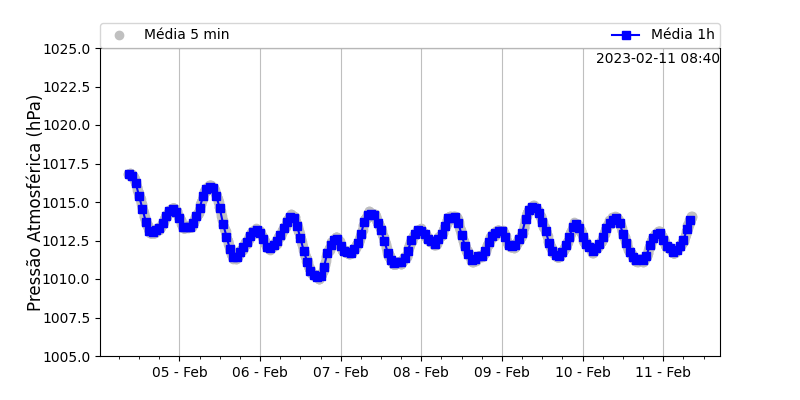 Média 5 min
Média 1h
2023-02-11 08:40
Pressão Atmosférica (hPa)
1025.0
1022.5
1020.0
1017.5
1015.0
1012.5
1010.0
1007.5
1005.0
05 - Feb
06 - Feb
07 - Feb
08 - Feb
09 - Feb
10 - Feb
11 - Feb